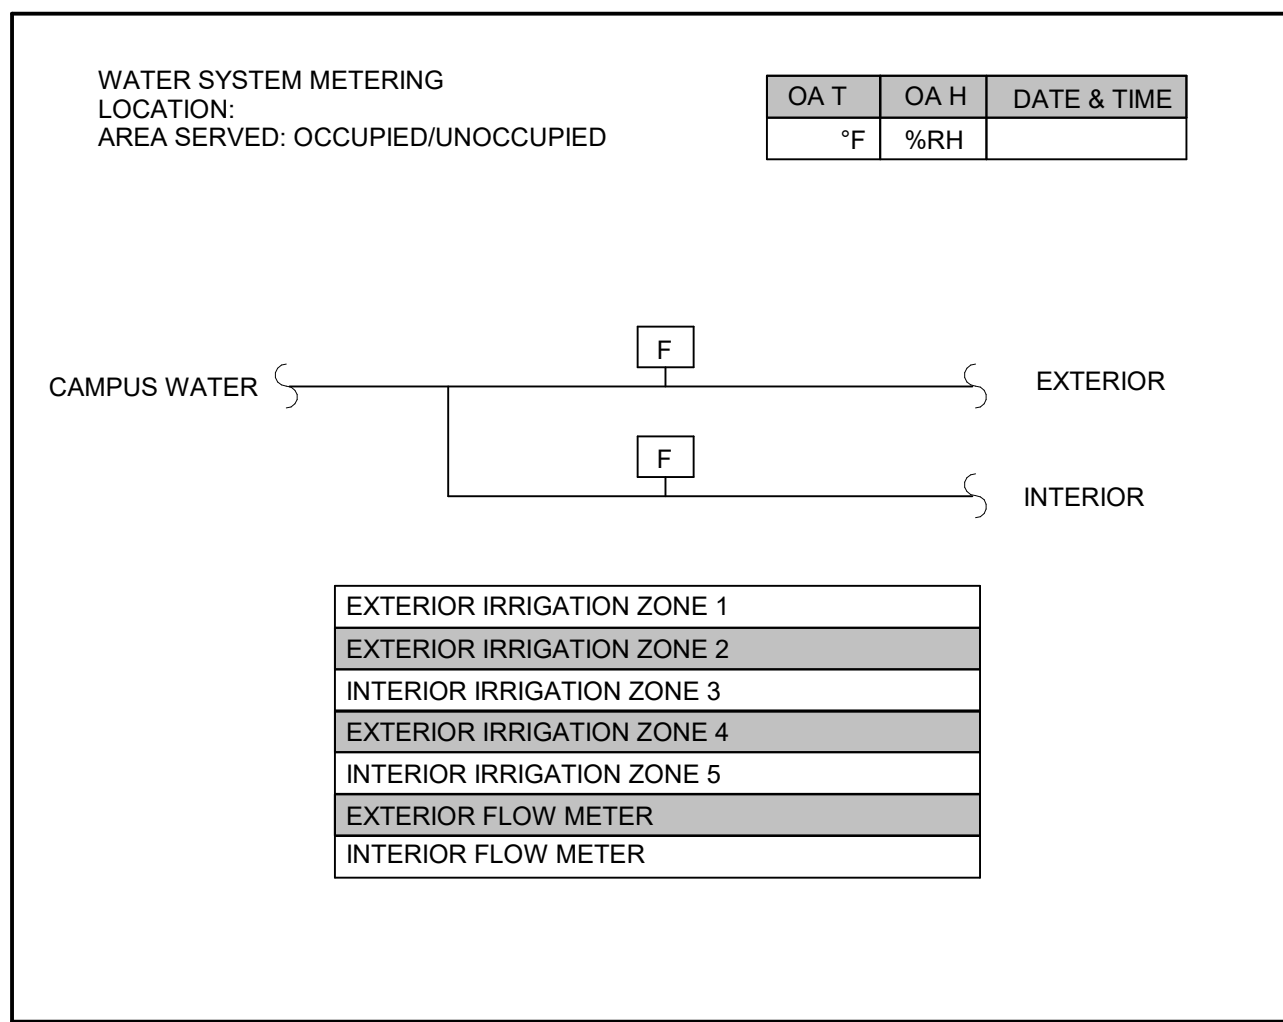 WATER SYSTEM METERING
LOCATION:
AREA SERVED: OCCUPIED/UNOCCUPIED
OA T OA H DATE & TIME
°F %RH
F
CAMPUS WATER EXTERIOR
F
INTERIOR
EXTERIOR IRRIGATION ZONE 1
EXTERIOR IRRIGATION ZONE 2
INTERIOR IRRIGATION ZONE 3
EXTERIOR IRRIGATION ZONE 4
INTERIOR IRRIGATION ZONE 5
EXTERIOR FLOW METER
INTERIOR FLOW METER